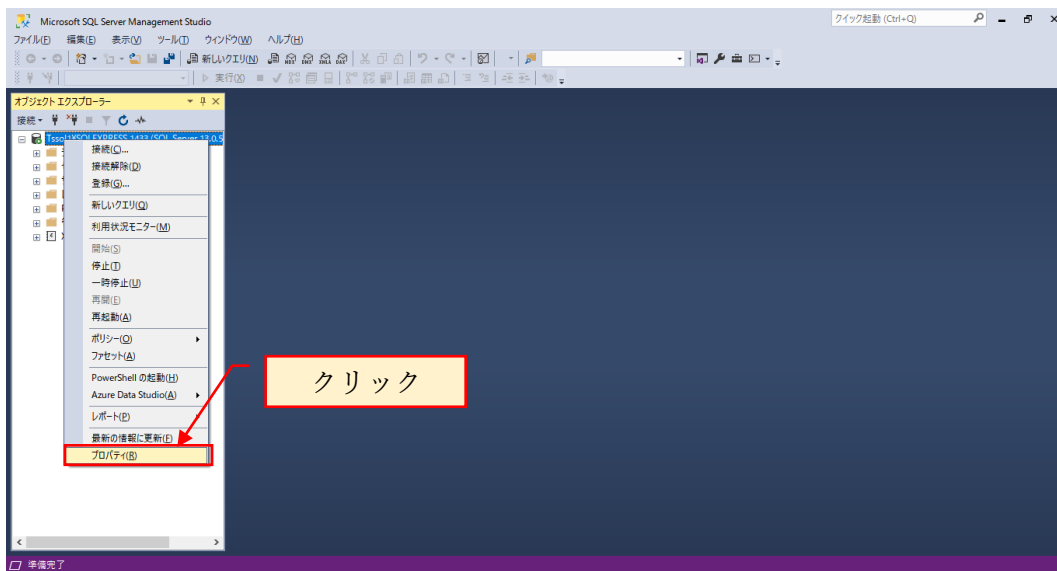 Microsoft SQL Server Management Studio
クイック起動 (Ctrl+Q)
ファイル(F) 編集(E) 表示(V) ツール(T) ウィンドウ(W) ヘルプ(H)
新しいクエリ(N)
実行(X)
オブジェクト エクスプローラー
接続
接続(C)...
接続解除(D)
登録(G)...
新しいクエリ(Q)
利用状況モニター(M)
開始(S)
停止(T)
一時停止(U)
再開(E)
再起動(A)
ポリシー(O)
ファセット(A)
PowerShell の起動(H)
Azure Data Studio(A)
レポート(P)
最新の情報に更新(F)
プロパティ(R)
クリック
準備完了